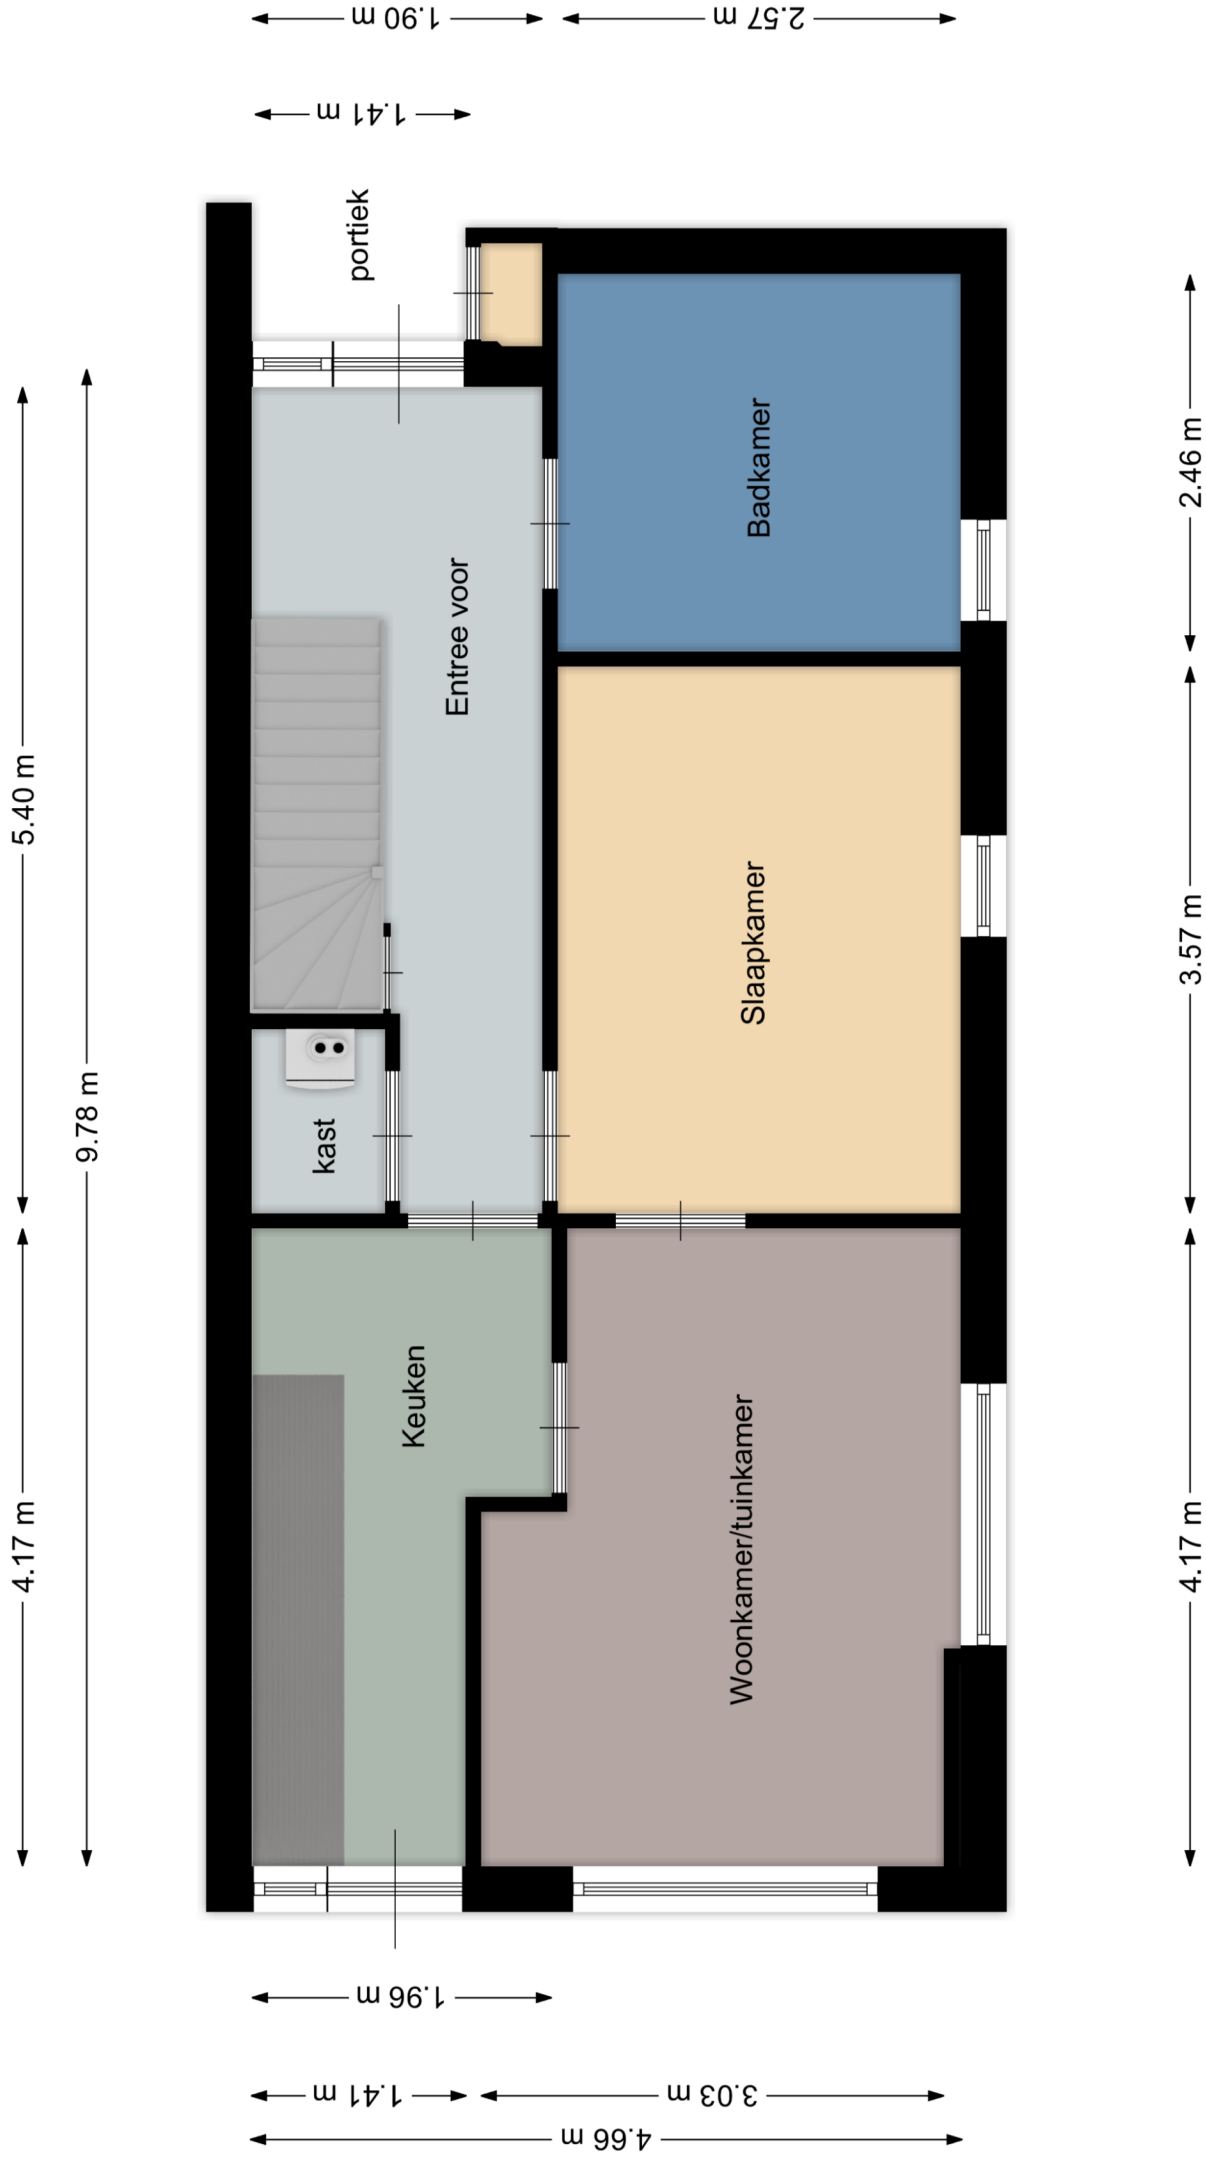 1.90 m
2.57 m
1.41 m
portiek
2.46 m
Badkamer
Entree voor
5.40 m
Slaapkamer
3.57 m
9.78 m
kast
Keuken
Woonkamer/tuinkamer
4.17 m
4.17 m
1.96 m
1.41 m
3.03 m
4.66 m